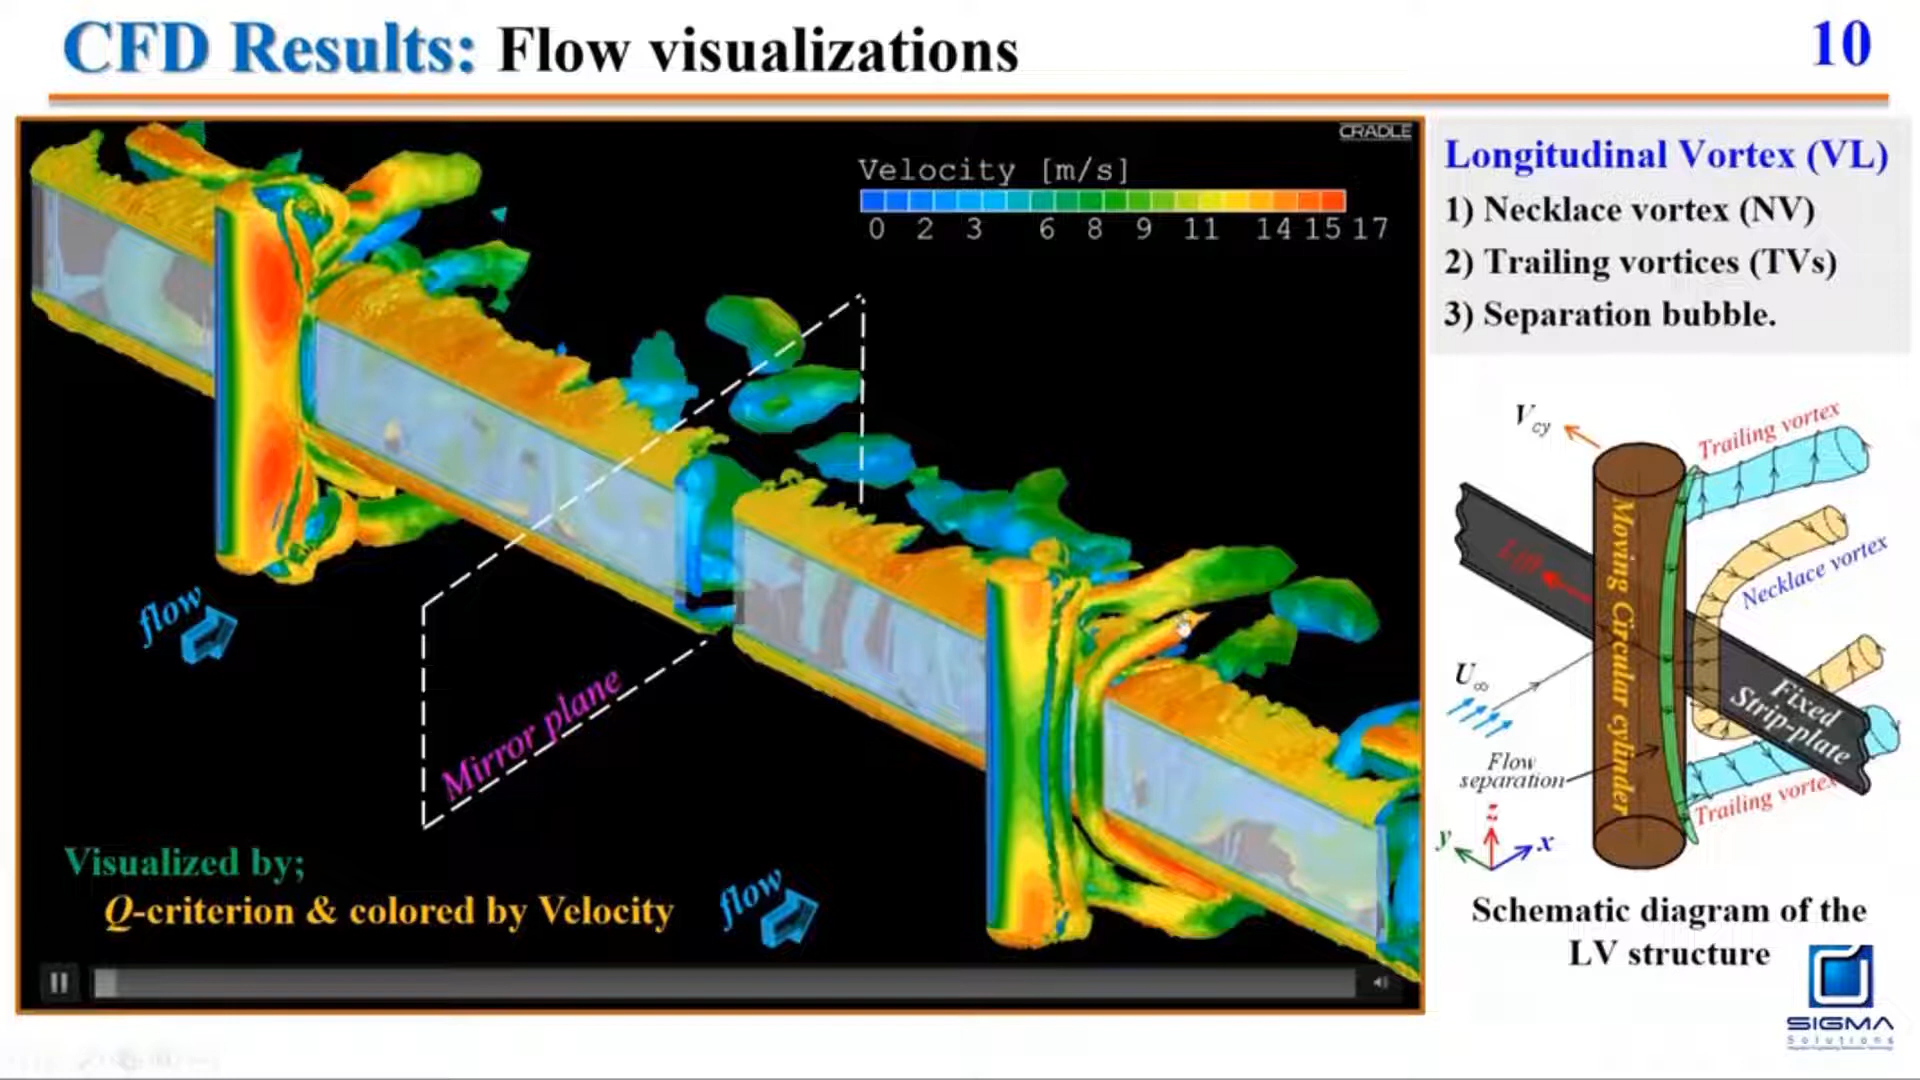 CFD Results: Flow visualizations
10
CRADLE
Velocity [m/s]
0 2 3 6 8 9 11 14 15 17
flow
Mirror plane
flow
Visualized by;
Q-criterion & colored by Velocity
Longitudinal Vortex (VL)
1) Necklace vortex (NV)
2) Trailing vortices (TVs)
3) Separation bubble.
Vcy
Trailing vortex
Moving Circular cylinder
Lift
Necklace vortex
U∞
Fixed
Strip-plate
Flow
separation
Trailing vortex
z
y
x
Schematic diagram of the
LV structure
SIGMA
Solutions